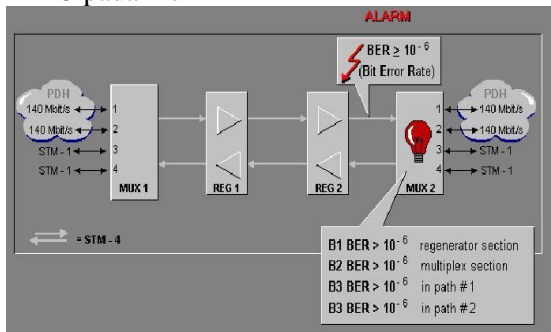 ALARM
BER ≥ 10⁻⁶
(Bit Error Rate)
PDH
140 Mbit/s
140 Mbit/s
STM - 1
STM - 1
1
2
3
4
MUX 1
REG 1
REG 2
MUX 2
1
2
3
4
PDH
140 Mbit/s
140 Mbit/s
STM - 1
STM - 1
= STM - 4
B1 BER > 10⁻⁶ regenerator section
B2 BER > 10⁻⁶ multiplex section
B3 BER > 10⁻⁶ in path #1
B3 BER > 10⁻⁶ in path #2